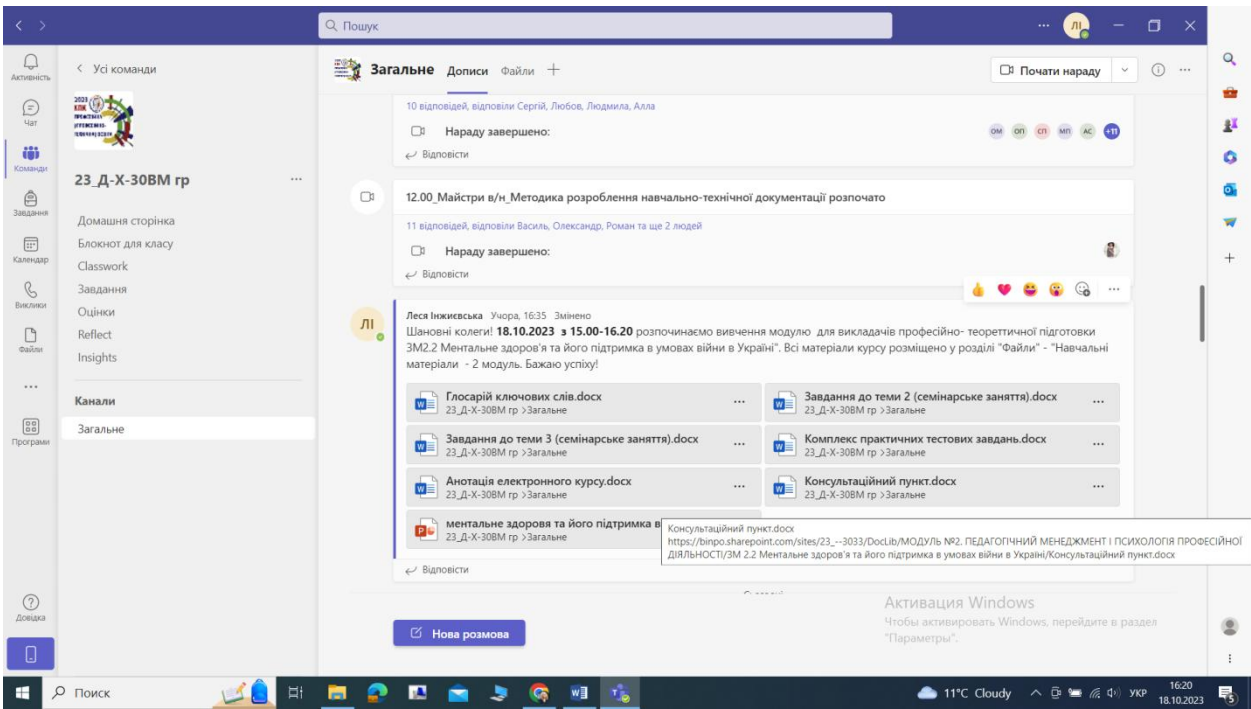 Пошук
ЛІ
Активність
Чат
Команди
Завдання
Календар
Виклики
Файли
Програми
Довідка
Усі команди
23_Д-Х-30ВМ гр
Домашня сторінка
Блокнот для класу
Classwork
Завдання
Оцінки
Reflect
Insights
Канали
Загальне
Загальне Дописи Файли
Почати нараду
10 відповідей, відповіли Сергій, Любов, Людмила, Алла
Нараду завершено:
ОМ ОП СП МП АС +11
Відповісти
12.00_Майстри в/н_Методика розроблення навчально-технічної документації розпочато
11 відповідей, відповіли Василь, Олександр, Роман та ще 2 людей
Нараду завершено:
Відповісти
ЛІ
Леся Інжиєвська Учора, 16:35 Змінено
Шановні колеги! 18.10.2023 з 15.00-16.20 розпочинаємо вивчення модулю для викладачів професійно- теореттичної підготовки
ЗМ2.2 Ментальне здоров'я та його підтримка в умовах війни в Україні". Всі матеріали курсу розміщено у розділі "Файли" - "Навчальні
матеріали - 2 модуль. Бажаю успіху!
Глосарій ключових слів.docx
23_Д-Х-30ВМ гр >Загальне
Завдання до теми 2 (семінарське заняття).docx
23_Д-Х-30ВМ гр >Загальне
Завдання до теми 3 (семінарське заняття).docx
23_Д-Х-30ВМ гр >Загальне
Комплекс практичних тестових завдань.docx
23_Д-Х-30ВМ гр >Загальне
Анотація електронного курсу.docx
23_Д-Х-30ВМ гр >Загальне
Консультаційний пункт.docx
23_Д-Х-30ВМ гр >Загальне
ментальне здоровя та його підтримка в
23_Д-Х-30ВМ гр >Загальне
Консультаційний пункт.docx
https://binpo.sharepoint.com/sites/23_--3033/DocLib/МОДУЛЬ №2. ПЕДАГОГІЧНИЙ МЕНЕДЖМЕНТ І ПСИХОЛОГІЯ ПРОФЕСІЙНОЇ
ДІЯЛЬНОСТІ/ЗМ 2.2 Ментальне здоров'я та його підтримка в умовах війни в Україні/Консультаційний пункт.docx
Відповісти
Нова розмова
Активация Windows
Чтобы активировать Windows, перейдите в раздел
"Параметры".
Поиск
11°C Cloudy
УКР
16:20
18.10.2023
5